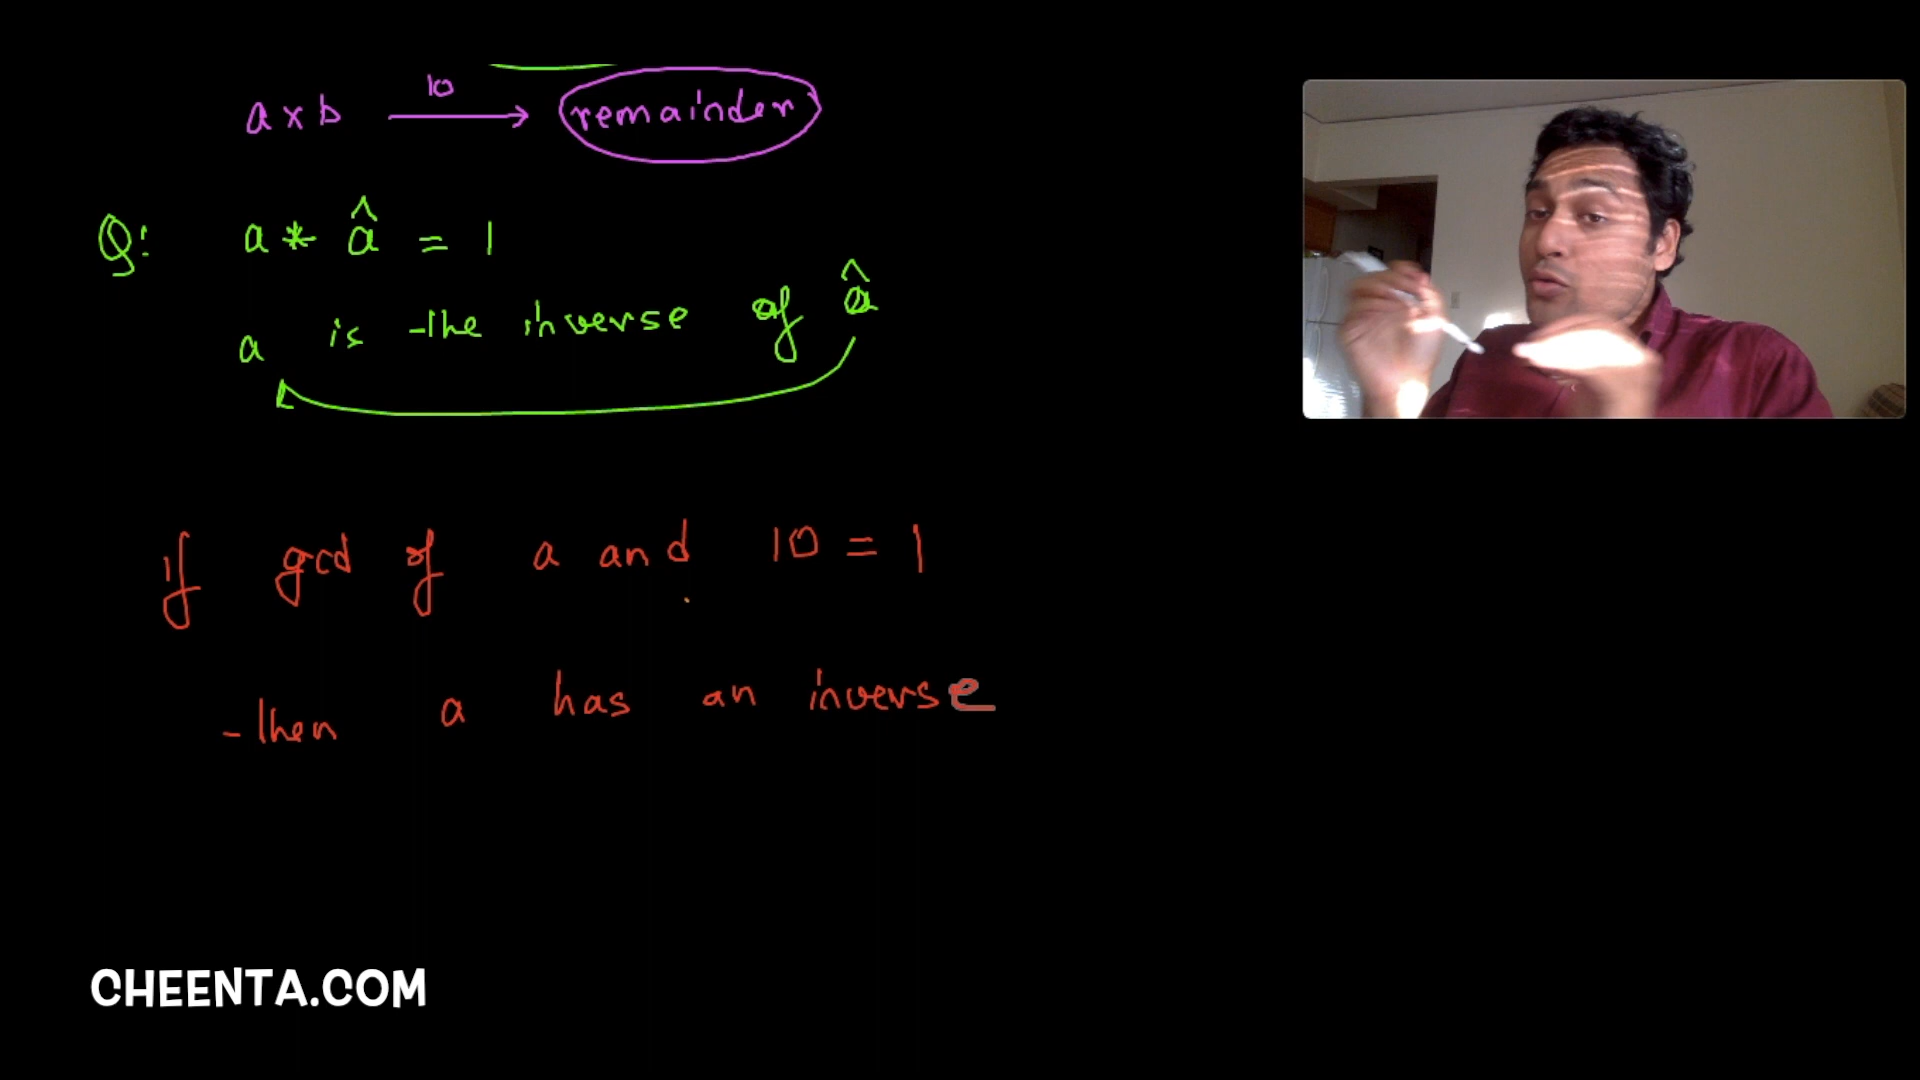 10
a × b ⟶ remainder
Q: a * â = 1
a is the inverse of â
if gcd of a and 10 = 1
then a has an inverse
CHEENTA.COM